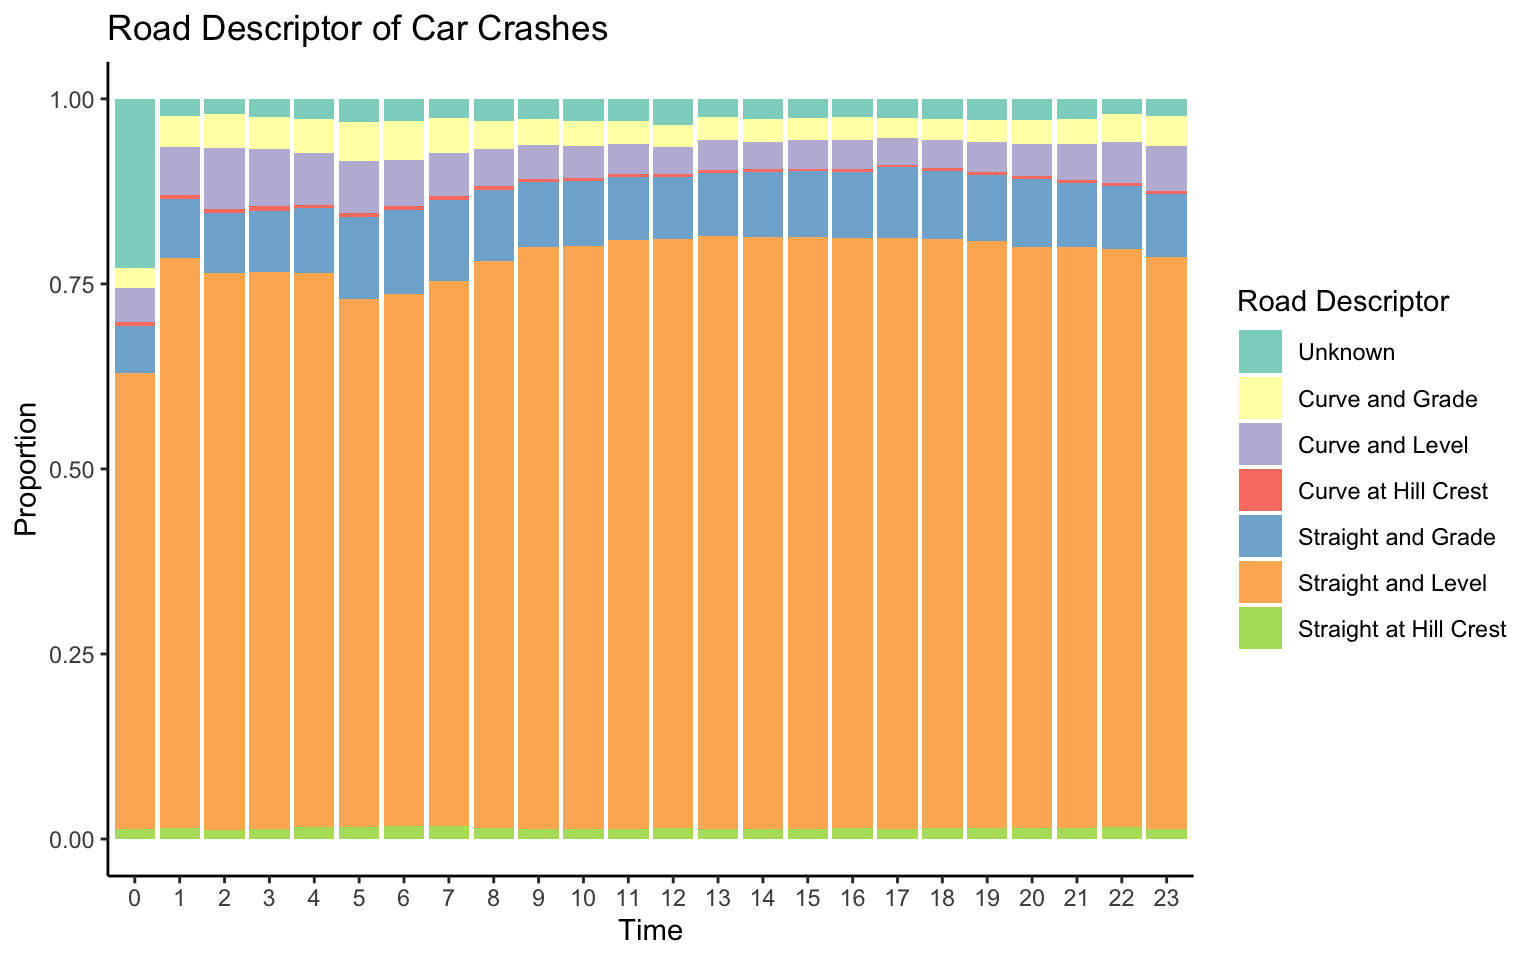 Road Descriptor of Car Crashes
1.00
0.75
0.50
0.25
0.00
Proportion
0 1 2 3 4 5 6 7 8 9 10 11 12 13 14 15 16 17 18 19 20 21 22 23
Time
Road Descriptor
Unknown
Curve and Grade
Curve and Level
Curve at Hill Crest
Straight and Grade
Straight and Level
Straight at Hill Crest